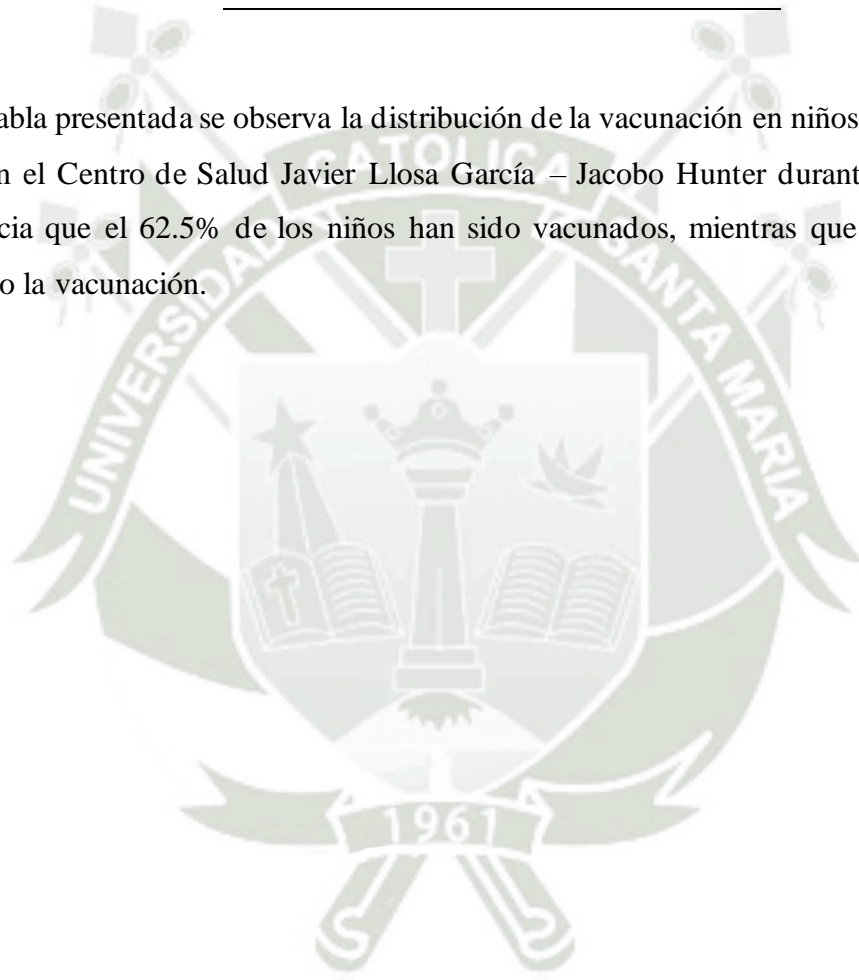 abla presentada se observa la distribución de la vacunación en niños
n el Centro de Salud Javier Llosa García – Jacobo Hunter durant
cia que el 62.5% de los niños han sido vacunados, mientras que
o la vacunación.
UNIVERSIDAD CATOLICA SANTA MARIA
1961